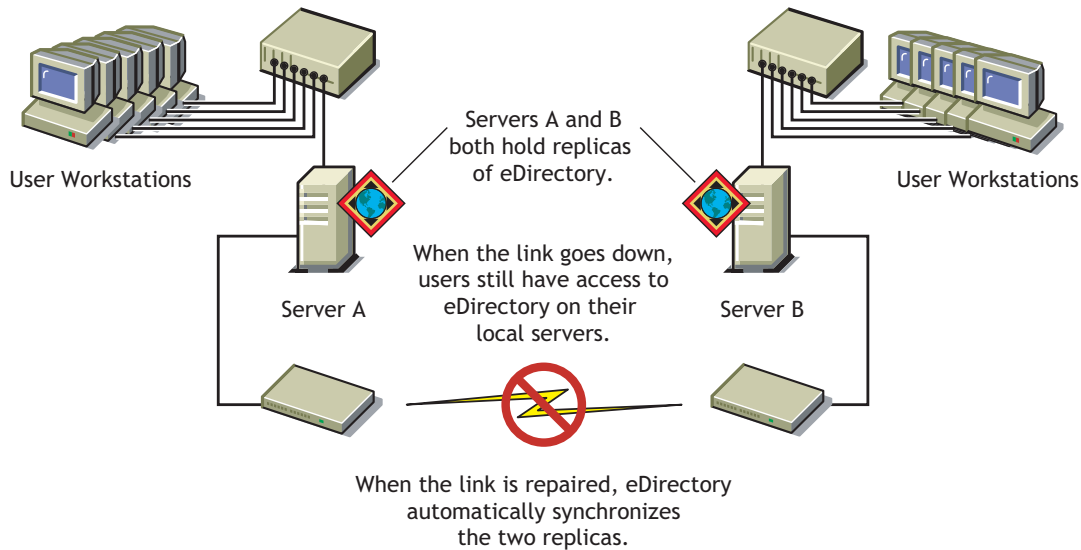 Servers A and B
both hold replicas
of eDirectory.
User Workstations
User Workstations
When the link goes down,
users still have access to
eDirectory on their
local servers.
Server A
Server B
When the link is repaired, eDirectory
automatically synchronizes
the two replicas.